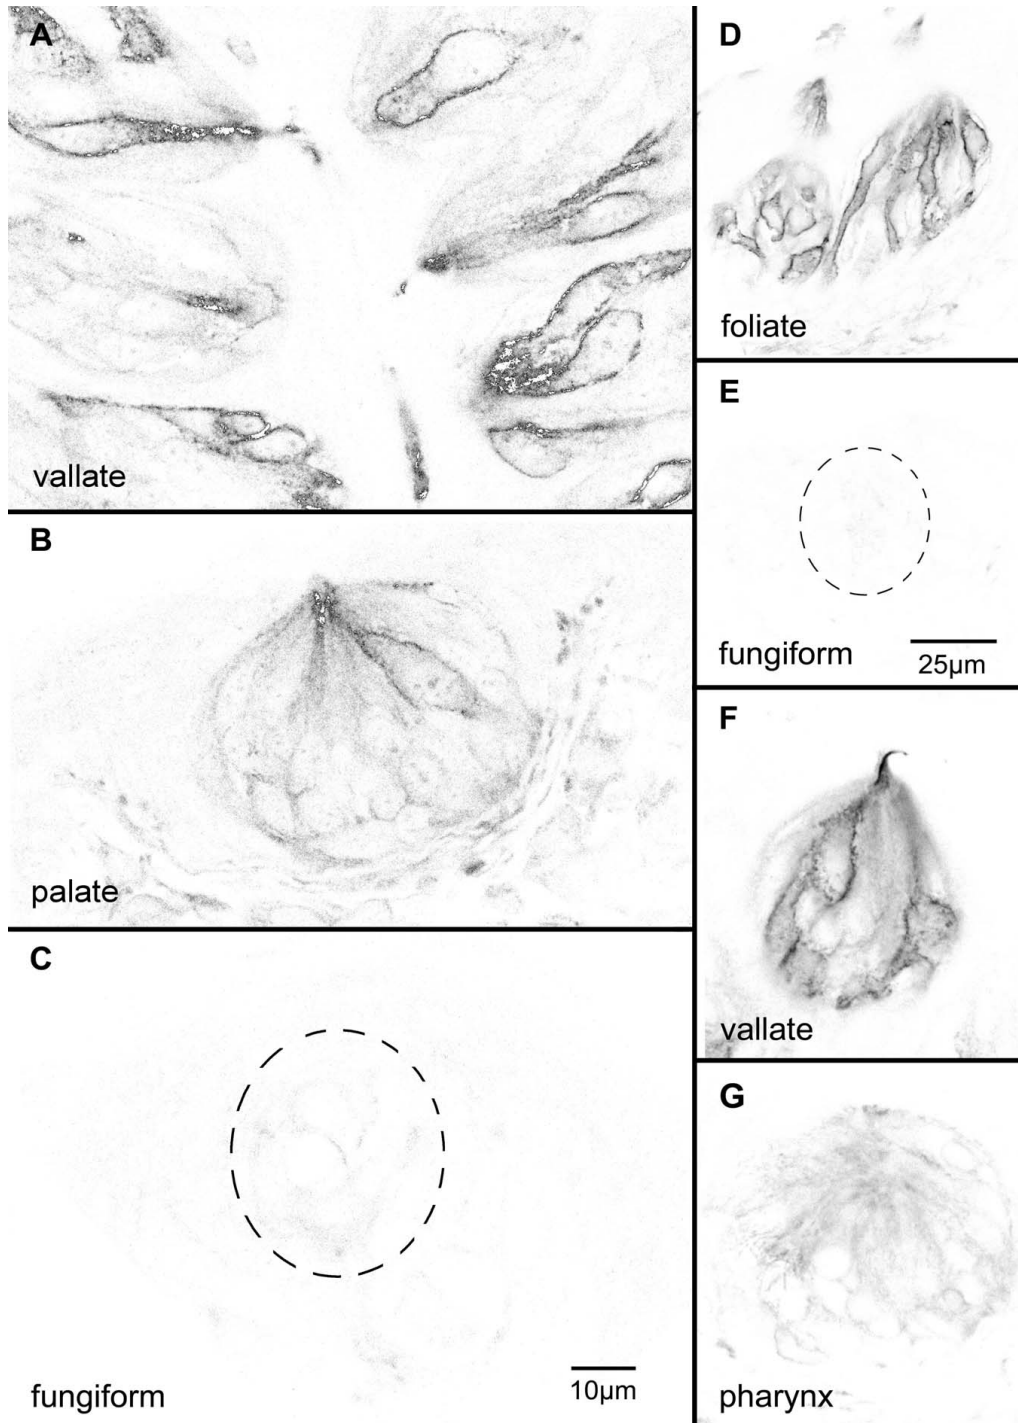 A
vallate
B
palate
C
fungiform
10µm
D
foliate
E
fungiform
25µm
F
vallate
G
pharynx